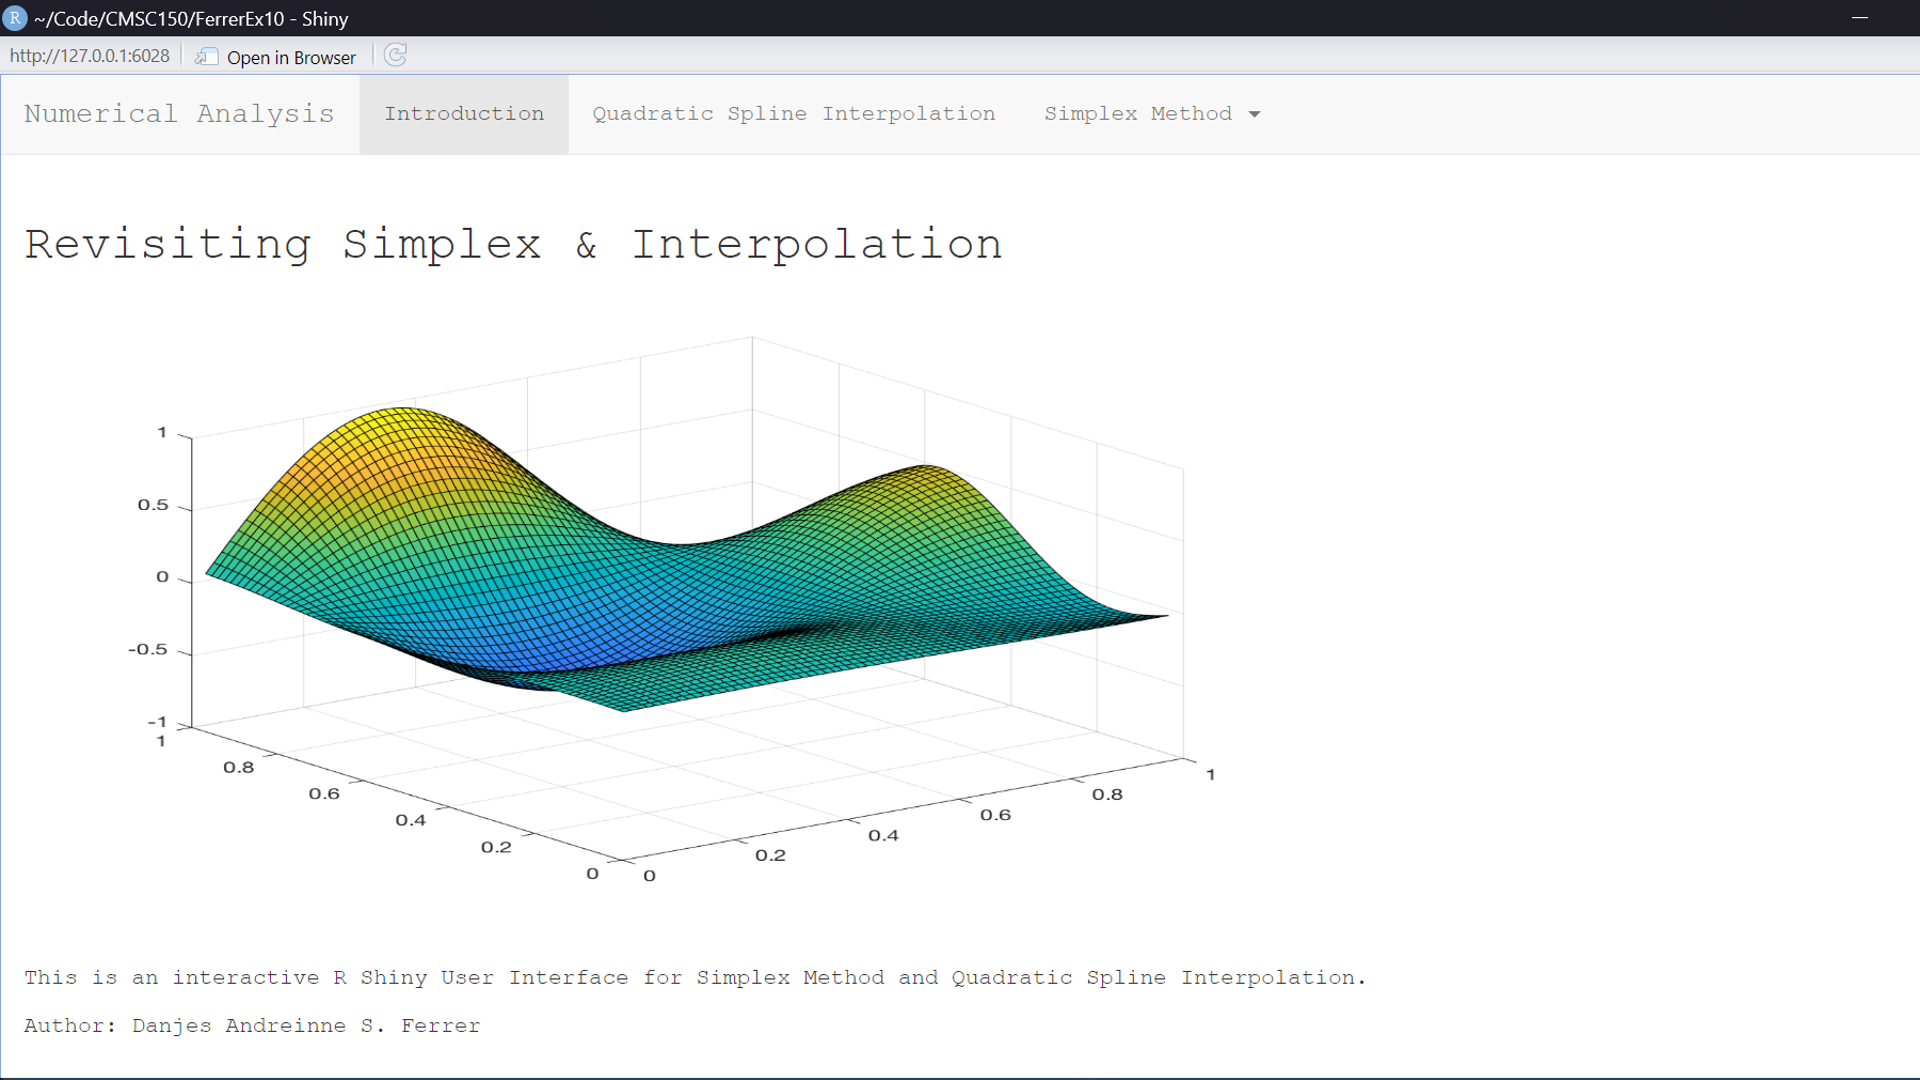 R ~/Code/CMSC150/FerrerEx10 - Shiny
http://127.0.0.1:6028 Open in Browser
Numerical Analysis Introduction Quadratic Spline Interpolation Simplex Method
Revisiting Simplex & Interpolation
1
0.5
0
-0.5
-1
1
0.8
0.6
0.4
0.2
0
0
0.2
0.4
0.6
0.8
1
This is an interactive R Shiny User Interface for Simplex Method and Quadratic Spline Interpolation.
Author: Danjes Andreinne S. Ferrer